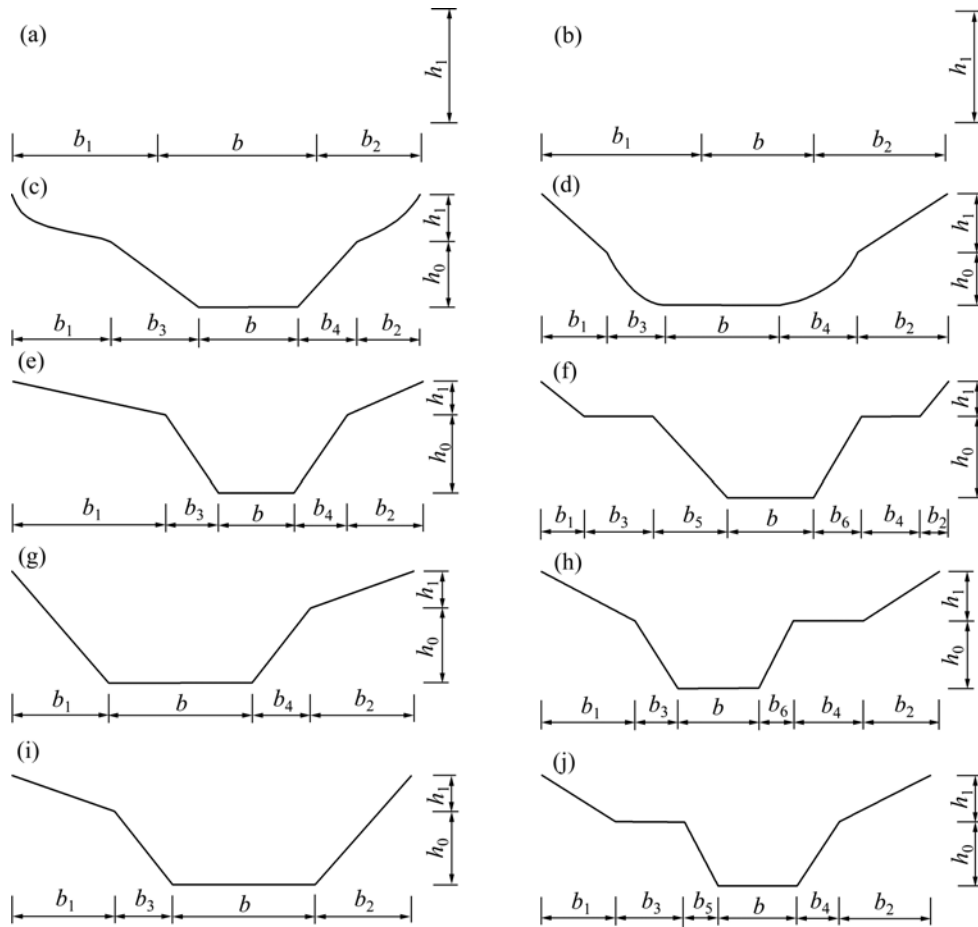 (a)
h₁
b₁ b b₂
(b)
h₁
b₁ b b₂
(c)
h₁
h₀
b₁ b₃ b b₄ b₂
(d)
h₁
h₀
b₁ b₃ b b₄ b₂
(e)
h₁
h₀
b₁ b₃ b b₄ b₂
(f)
h₁
h₀
b₁ b₃ b₅ b b₆ b₄ b₂
(g)
h₁
h₀
b₁ b b₄ b₂
(h)
h₁
h₀
b₁ b₃ b b₆ b₄ b₂
(i)
h₁
h₀
b₁ b₃ b b₂
(j)
h₁
h₀
b₁ b₃ b₅ b b₄ b₂